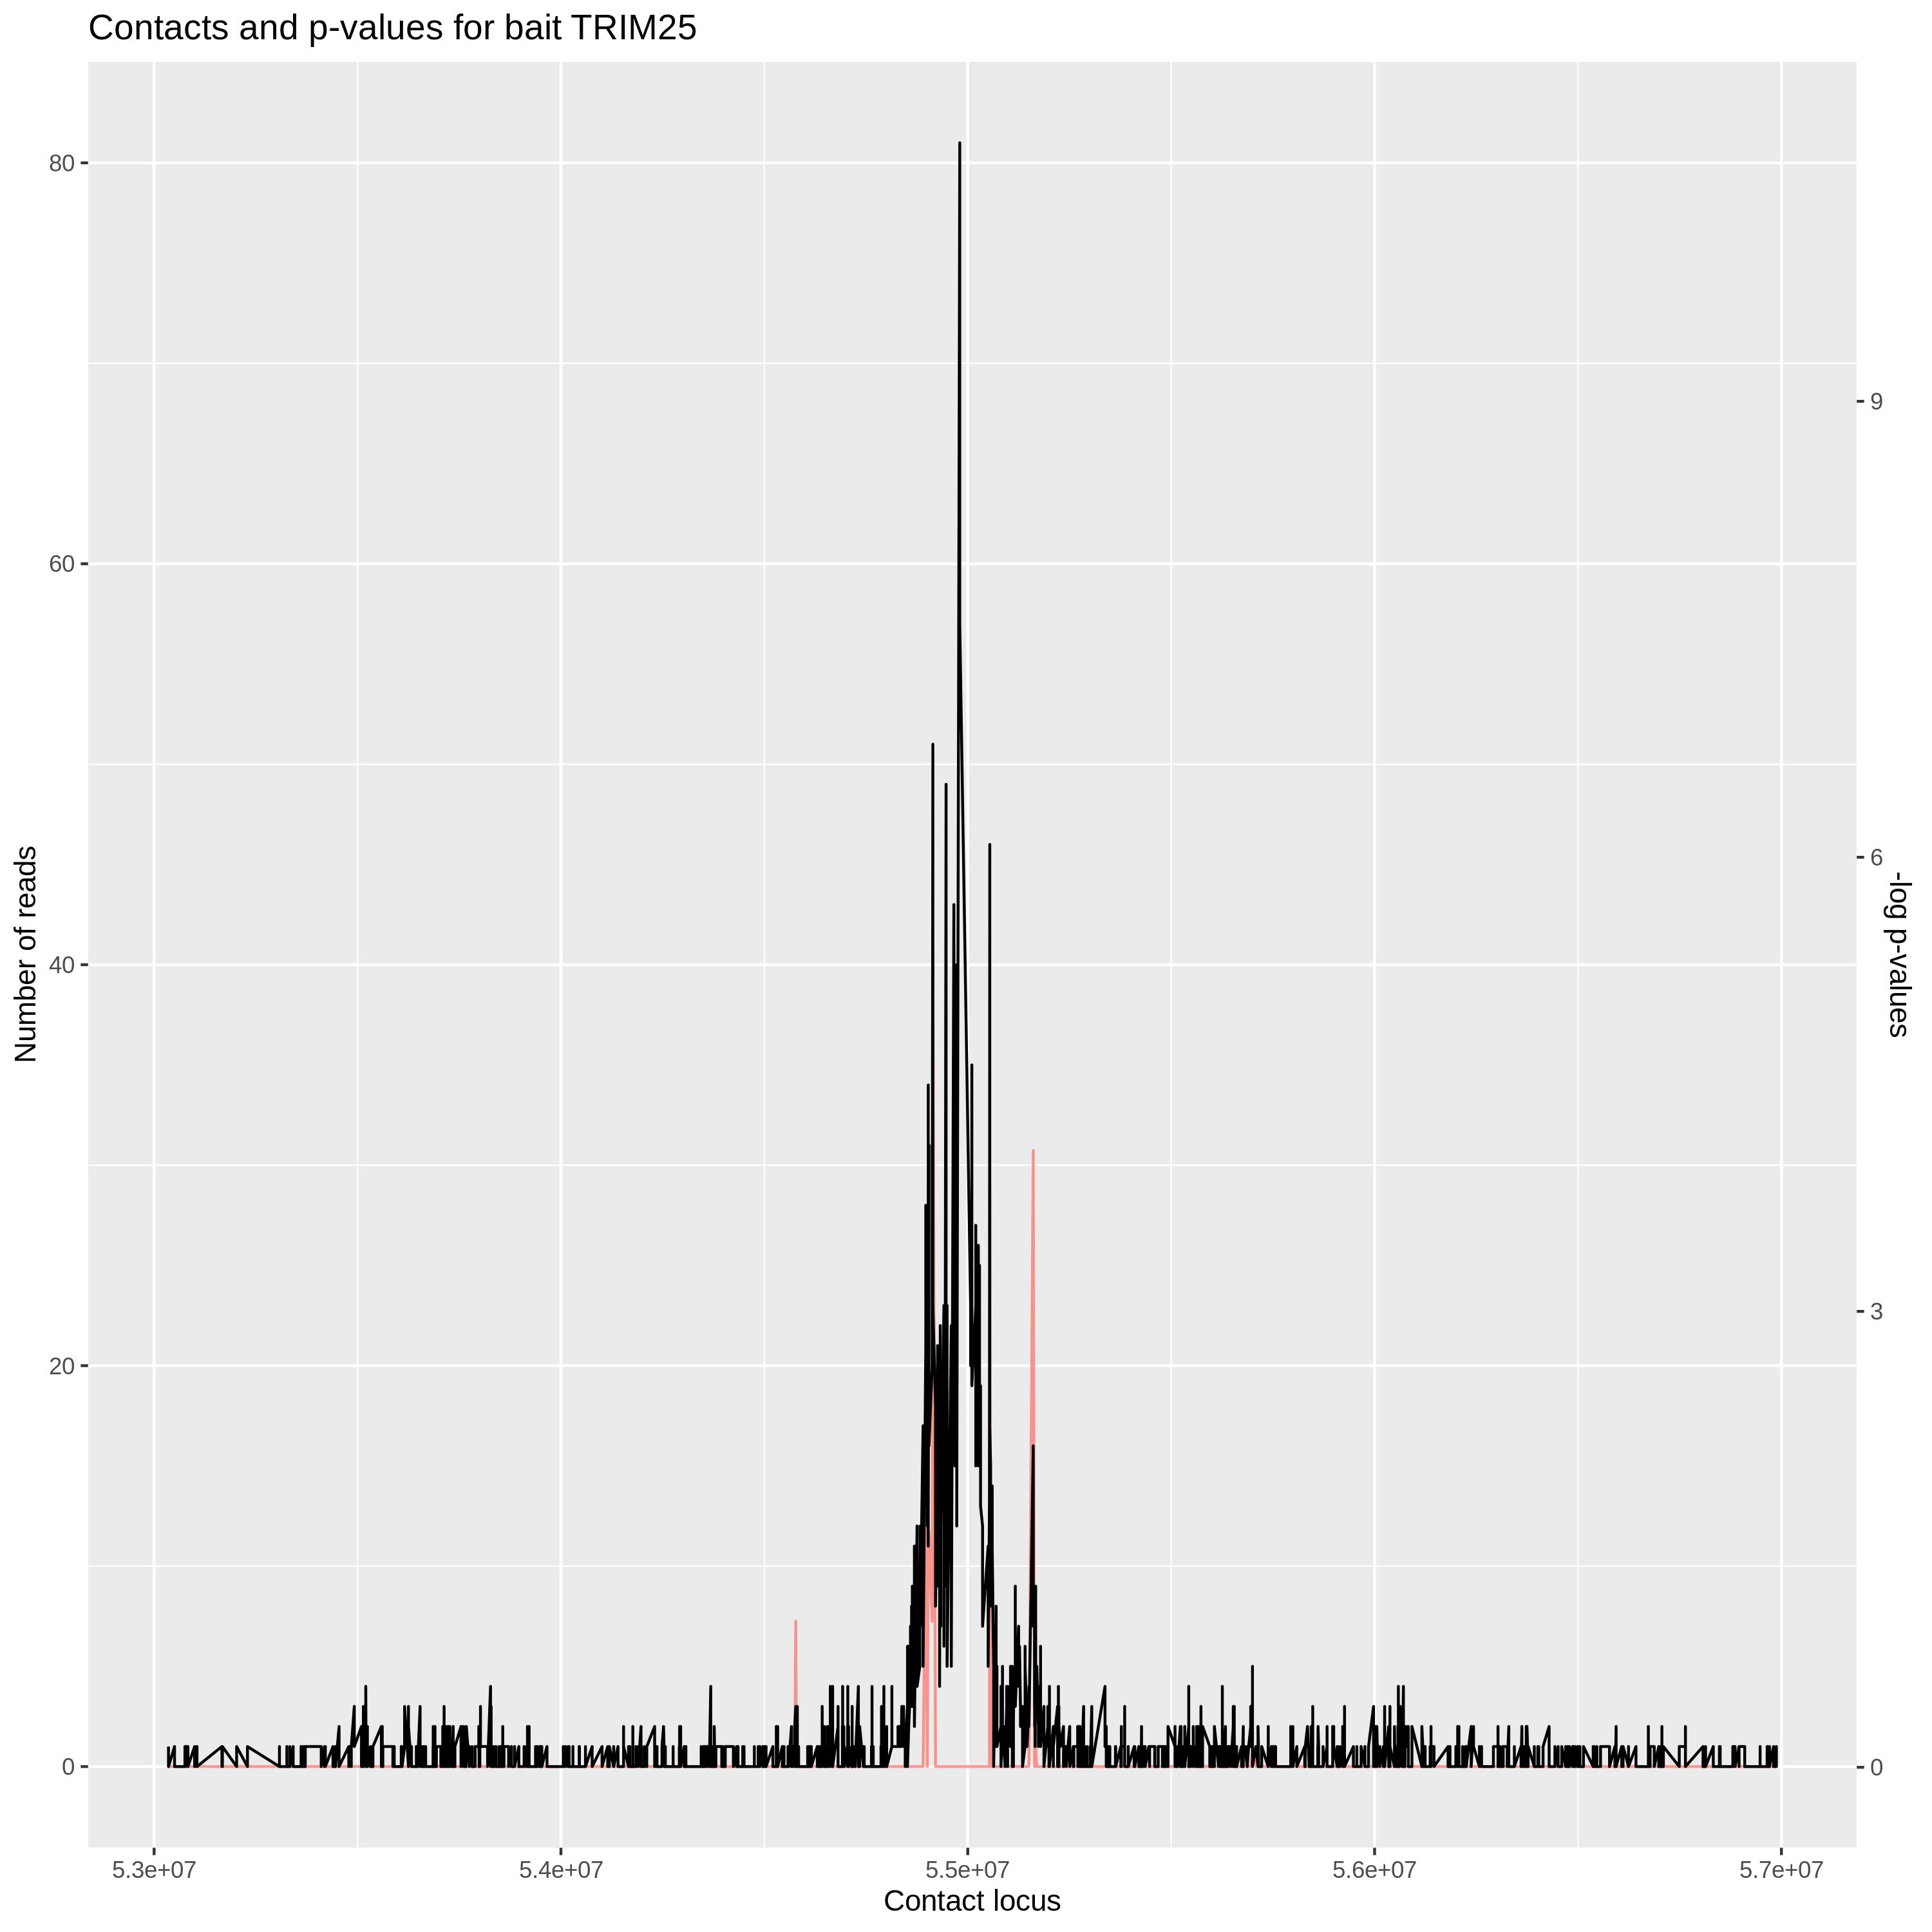 Contacts and p-values for bait TRIM25
80
60
40
20
0
Number of reads
9
6
3
0
-log p-values
5.3e+07
5.4e+07
5.5e+07
5.6e+07
5.7e+07
Contact locus